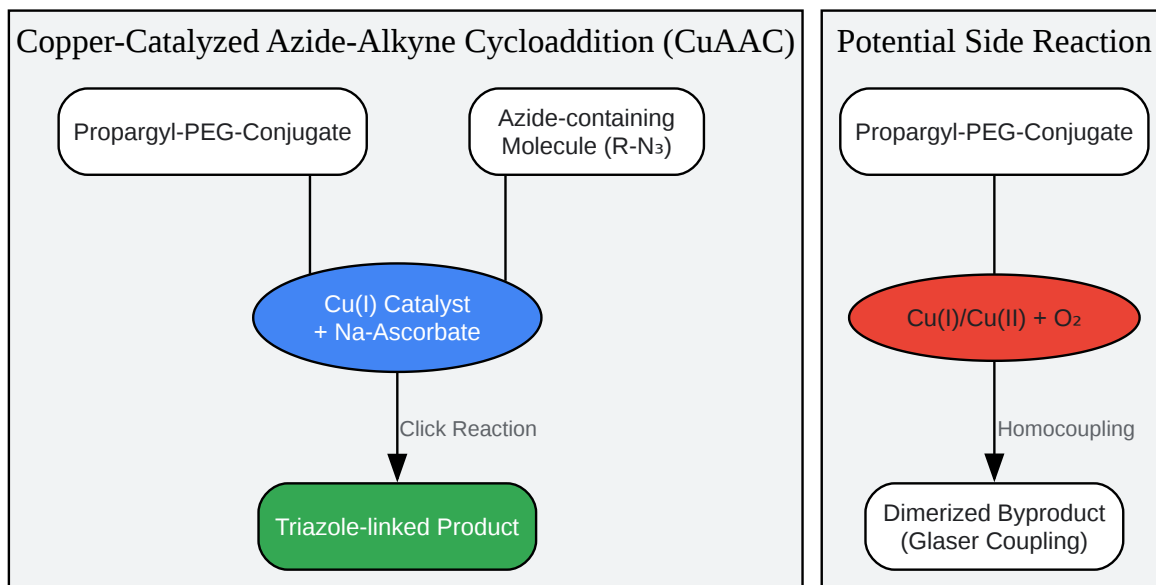 Copper-Catalyzed Azide-Alkyne Cycloaddition (CuAAC)
Propargyl-PEG-Conjugate
Azide-containing
Molecule (R-N₃)
Cu(I) Catalyst
+ Na-Ascorbate
Click Reaction
Triazole-linked Product
Potential Side Reaction
Propargyl-PEG-Conjugate
Cu(I)/Cu(II) + O₂
Homocoupling
Dimerized Byproduct
(Glaser Coupling)